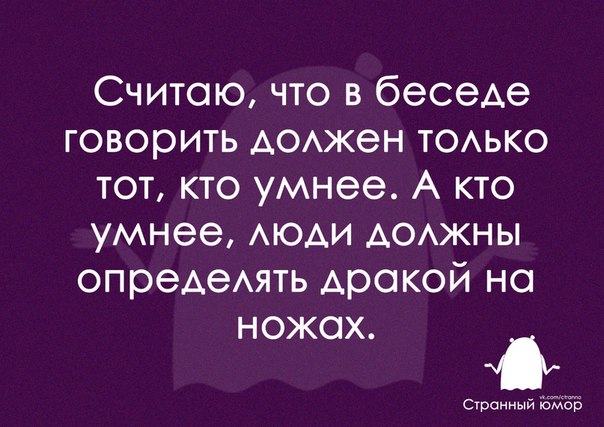 Считаю, что в беседе
говорить должен только
тот, кто умнее. А кто
умнее, люди должны
определять дракой на
ножах.
vk.com/ctranno
Странный юмор